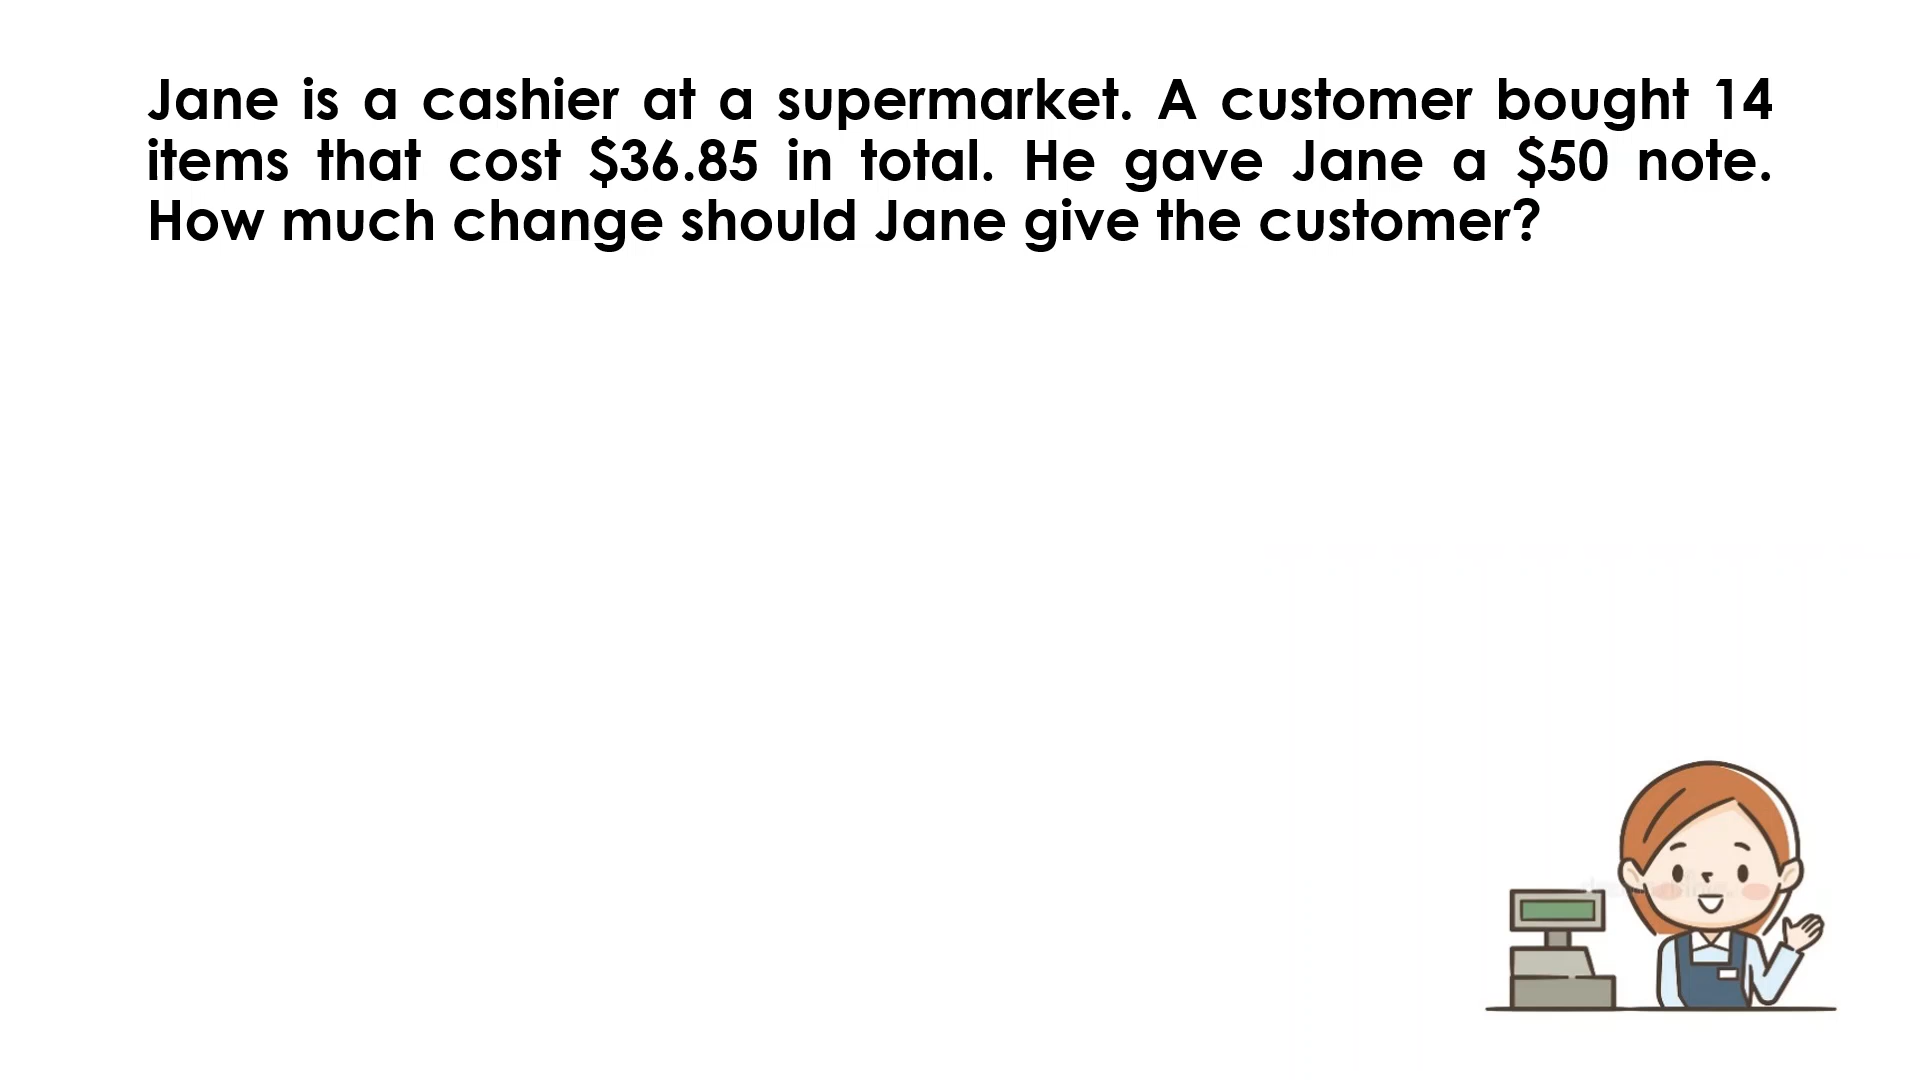 Jane is a cashier at a supermarket. A customer bought 14
items that cost $36.85 in total. He gave Jane a $50 note.
How much change should Jane give the customer?